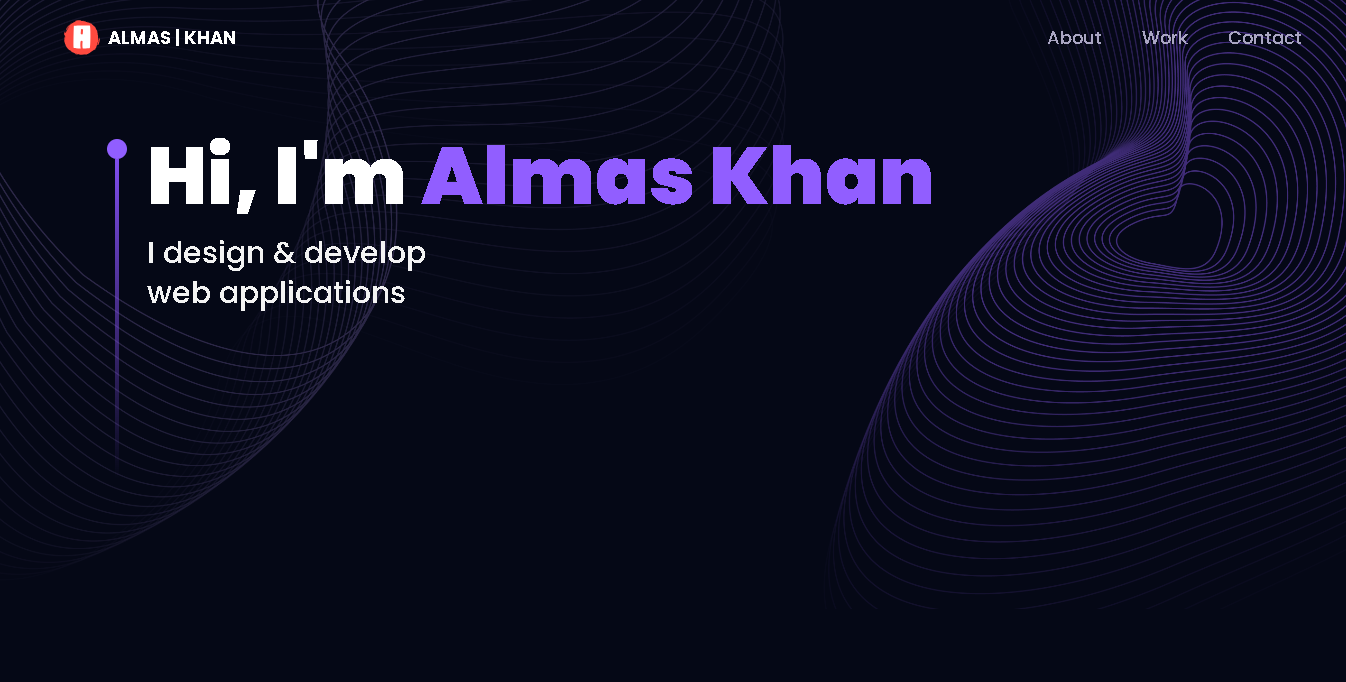 ALMAS | KHAN
About Work Contact
Hi, I'm Almas Khan
I design & develop
web applications